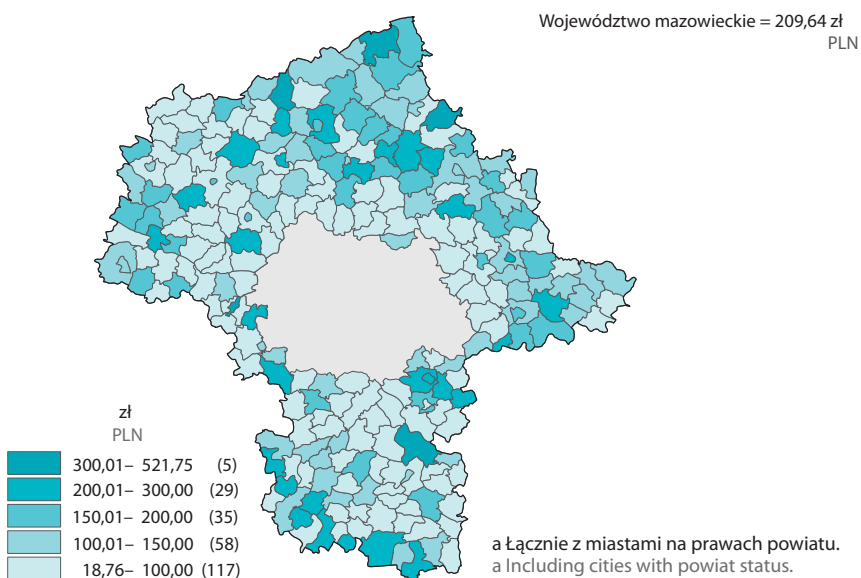 Województwo mazowieckie = 209,64 zł
PLN
zł
PLN
300,01– 521,75 (5)
200,01– 300,00 (29)
150,01– 200,00 (35)
100,01– 150,00 (58)
18,76– 100,00 (117)
a Łącznie z miastami na prawach powiatu.
a Including cities with powiat status.